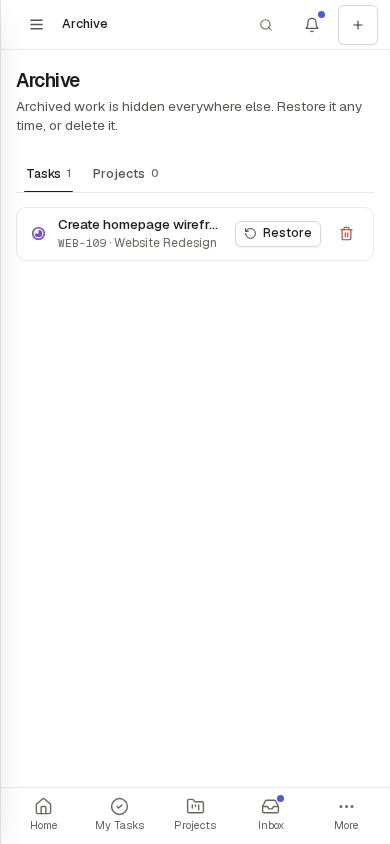 Archive
Archive
Archived work is hidden everywhere else. Restore it any
time, or delete it.
Tasks 1 Projects 0
Create homepage wirefr...
WEB-109 · Website Redesign
Restore
Home My Tasks Projects Inbox More